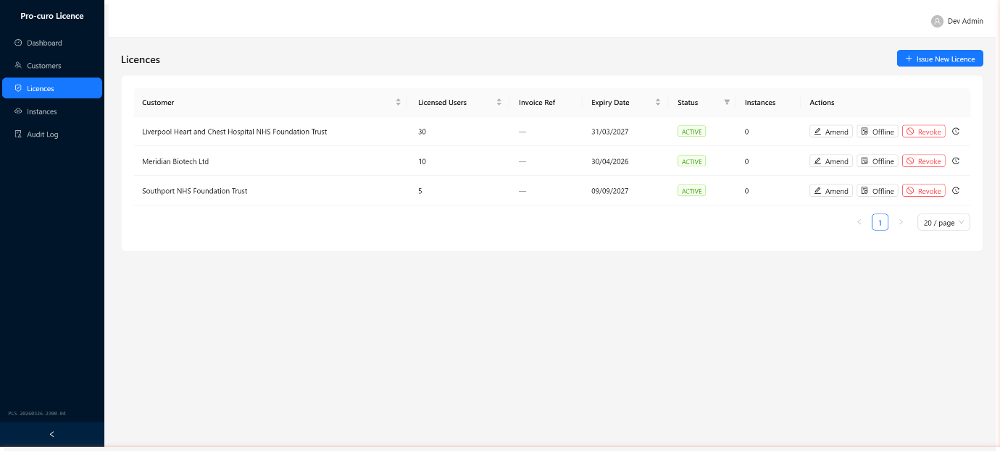 Pro-curo Licence
Dev Admin
Dashboard
Customers
Licences
Instances
Audit Log
Licences
Issue New Licence
Customer Licensed Users Invoice Ref Expiry Date Status Instances Actions
Liverpool Heart and Chest Hospital NHS Foundation Trust 30 — 31/03/2027 ACTIVE 0 Amend Offline Revoke
Meridian Biotech Ltd 10 — 30/04/2026 ACTIVE 0 Amend Offline Revoke
Southport NHS Foundation Trust 5 — 09/09/2027 ACTIVE 0 Amend Offline Revoke
< 1 > 20 / page
PLS-20260326-2300-04